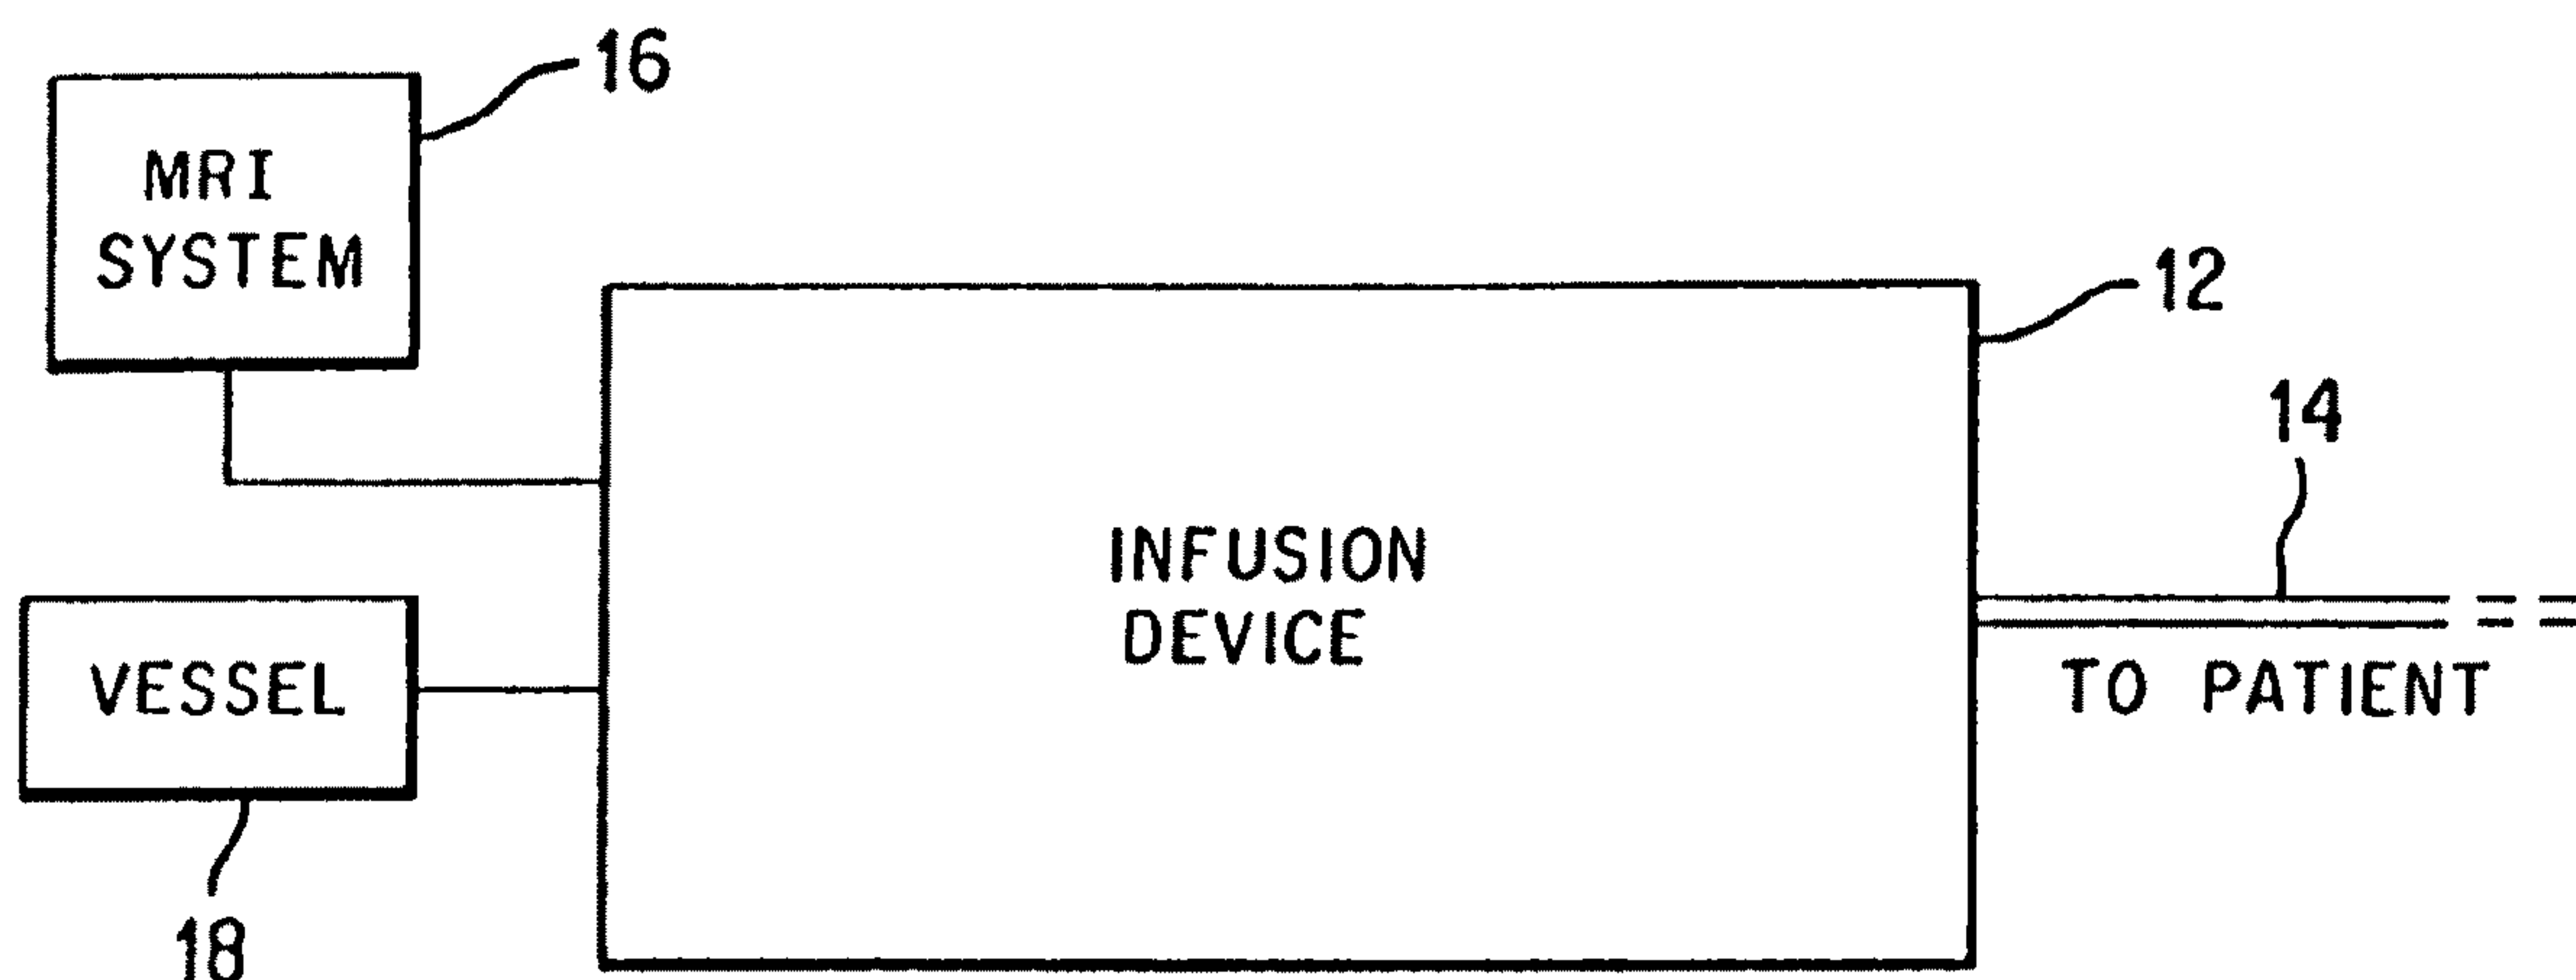 16
MRI
SYSTEM
12
14
INFUSION
DEVICE
VESSEL
TO PATIENT
18